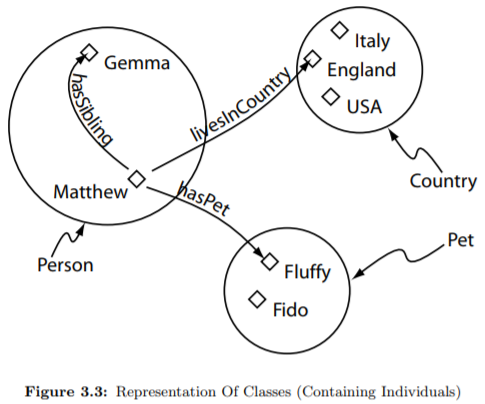 Gemma
hasSibling
Matthew
Person
livesInCountry
Italy
England
USA
Country
hasPet
Pet
Fluffy
Fido
Figure 3.3: Representation Of Classes (Containing Individuals)